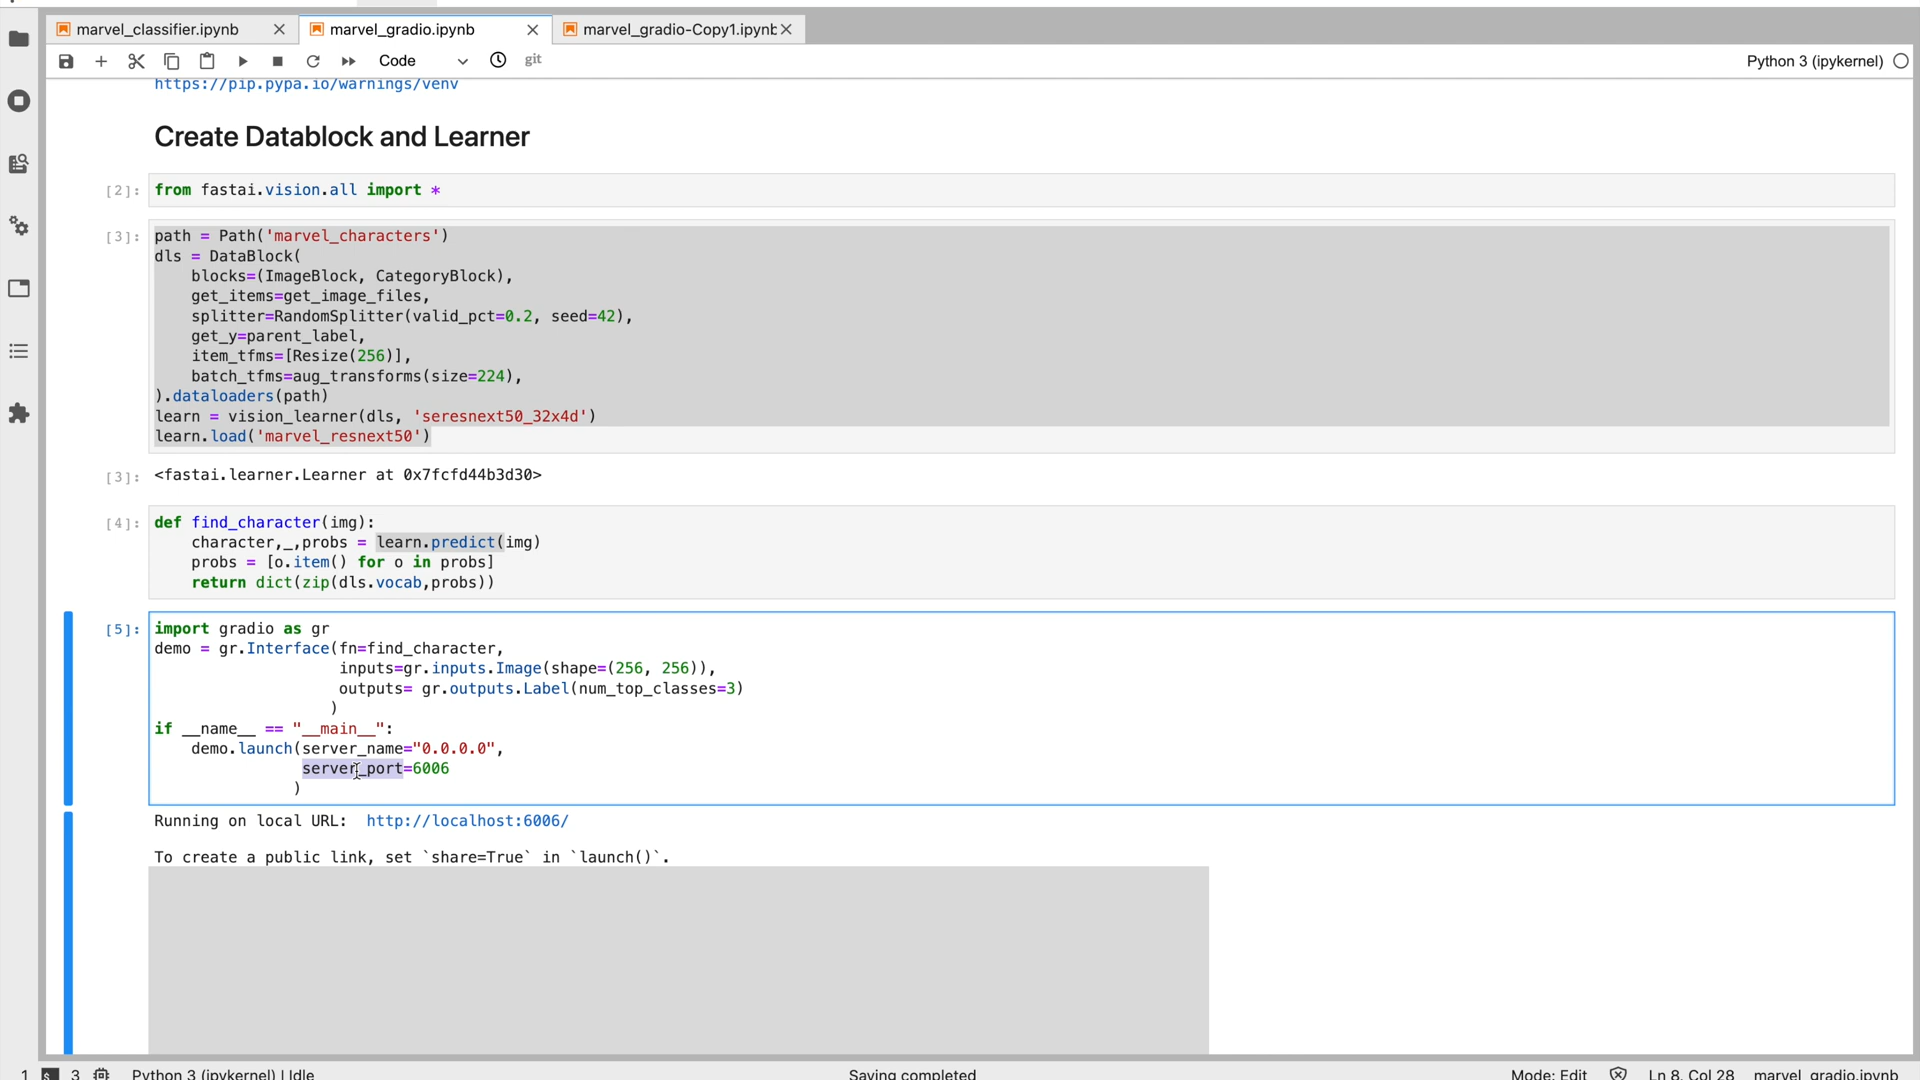 marvel_classifier.ipynb
marvel_gradio.ipynb
marvel_gradio-Copy1.ipynb
Code
git
Python 3 (ipykernel)
https://pip.pypa.io/warnings/venv
Create Datablock and Learner
[2]: from fastai.vision.all import *
[3]: path = Path('marvel_characters')
dls = DataBlock(
    blocks=(ImageBlock, CategoryBlock),
    get_items=get_image_files,
    splitter=RandomSplitter(valid_pct=0.2, seed=42),
    get_y=parent_label,
    item_tfms=[Resize(256)],
    batch_tfms=aug_transforms(size=224),
).dataloaders(path)
learn = vision_learner(dls, 'seresnext50_32x4d')
learn.load('marvel_resnext50')
[3]: <fastai.learner.Learner at 0x7fcfd44b3d30>
[4]: def find_character(img):
    character,_,probs = learn.predict(img)
    probs = [o.item() for o in probs]
    return dict(zip(dls.vocab,probs))
[5]: import gradio as gr
demo = gr.Interface(fn=find_character,
                    inputs=gr.inputs.Image(shape=(256, 256)),
                    outputs= gr.outputs.Label(num_top_classes=3)
                   )
if __name__ == "__main__":
    demo.launch(server_name="0.0.0.0",
                server_port=6006
               )
Running on local URL:  http://localhost:6006/
To create a public link, set `share=True` in `launch()`.
1 3 Python 3 (ipykernel) | Idle
Saving completed
Mode: Edit
Ln 8, Col 28
marvel_gradio.ipynb